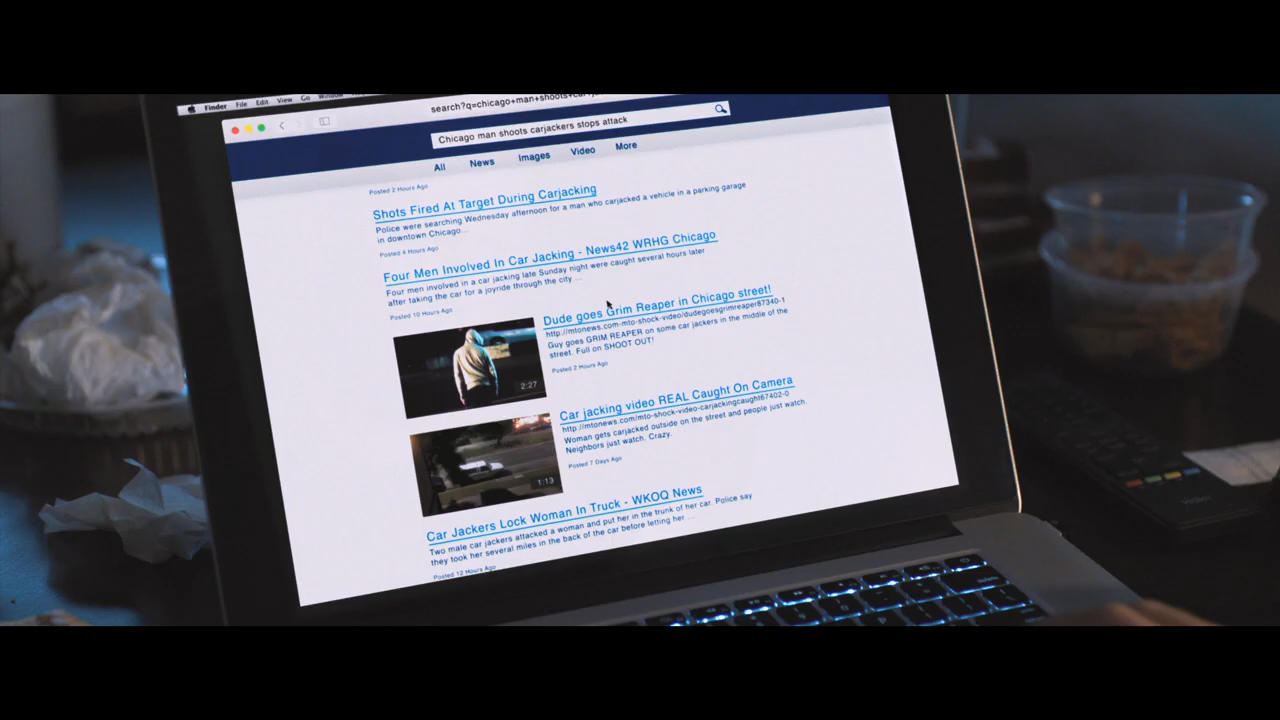 Finder File Edit View Go Window
search?q=chicago+man+shoots+car
Chicago man shoots carjackers stops attack
All News Images Video More
Posted 2 Hours Ago
Shots Fired At Target During Carjacking
Police were searching Wednesday afternoon for a man who carjacked a vehicle in a parking garage
in downtown Chicago...
Posted 4 Hours Ago
Four Men Involved In Car Jacking - News42 WRHG Chicago
Four men involved in a car jacking late Sunday night were caught several hours later
after taking the car for a joyride through the city ...
Posted 10 Hours Ago
Dude goes Grim Reaper in Chicago street!
http://mtonews.com-mto-shock-video/dudegoesgrimreaper87340-1
Guy goes GRIM REAPER on some car jackers in the middle of the
street. Full on SHOOT OUT!
2:27
Posted 2 Hours Ago
Car jacking video REAL Caught On Camera
http://mtonews.com/mto-shock-video-carjackingcaught67402-0
Woman gets carjacked outside on the street and people just watch.
Neighbors just watch. Crazy.
1:13
Posted 7 Days Ago
Car Jackers Lock Woman In Truck - WKOQ News
Two male car jackers attacked a woman and put her in the trunk of her car. Police say
they took her several miles in the back of the car before letting her ...
Posted 12 Hours Ago